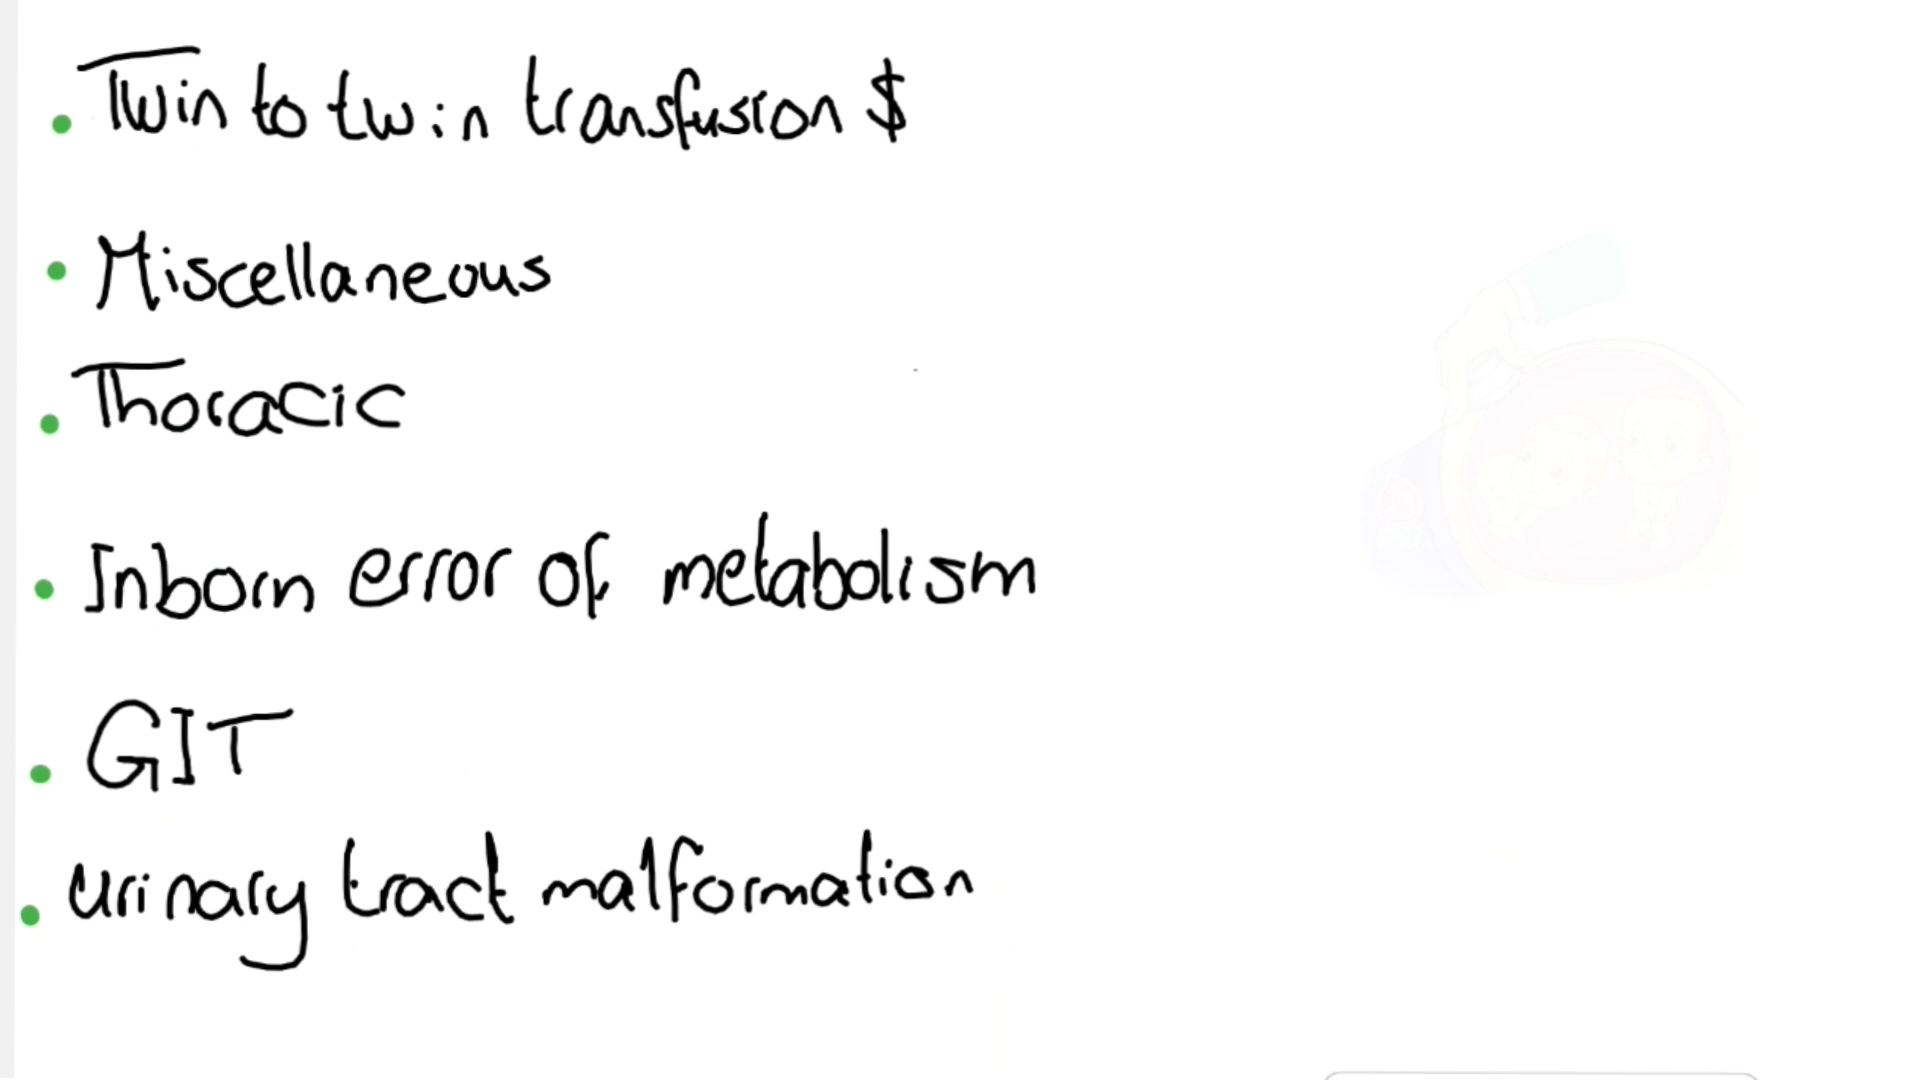 • Twin to twin transfusion $
• Miscellaneous
• Thoracic
• Inborn error of metabolism
• GIT
• urinary tract malformation